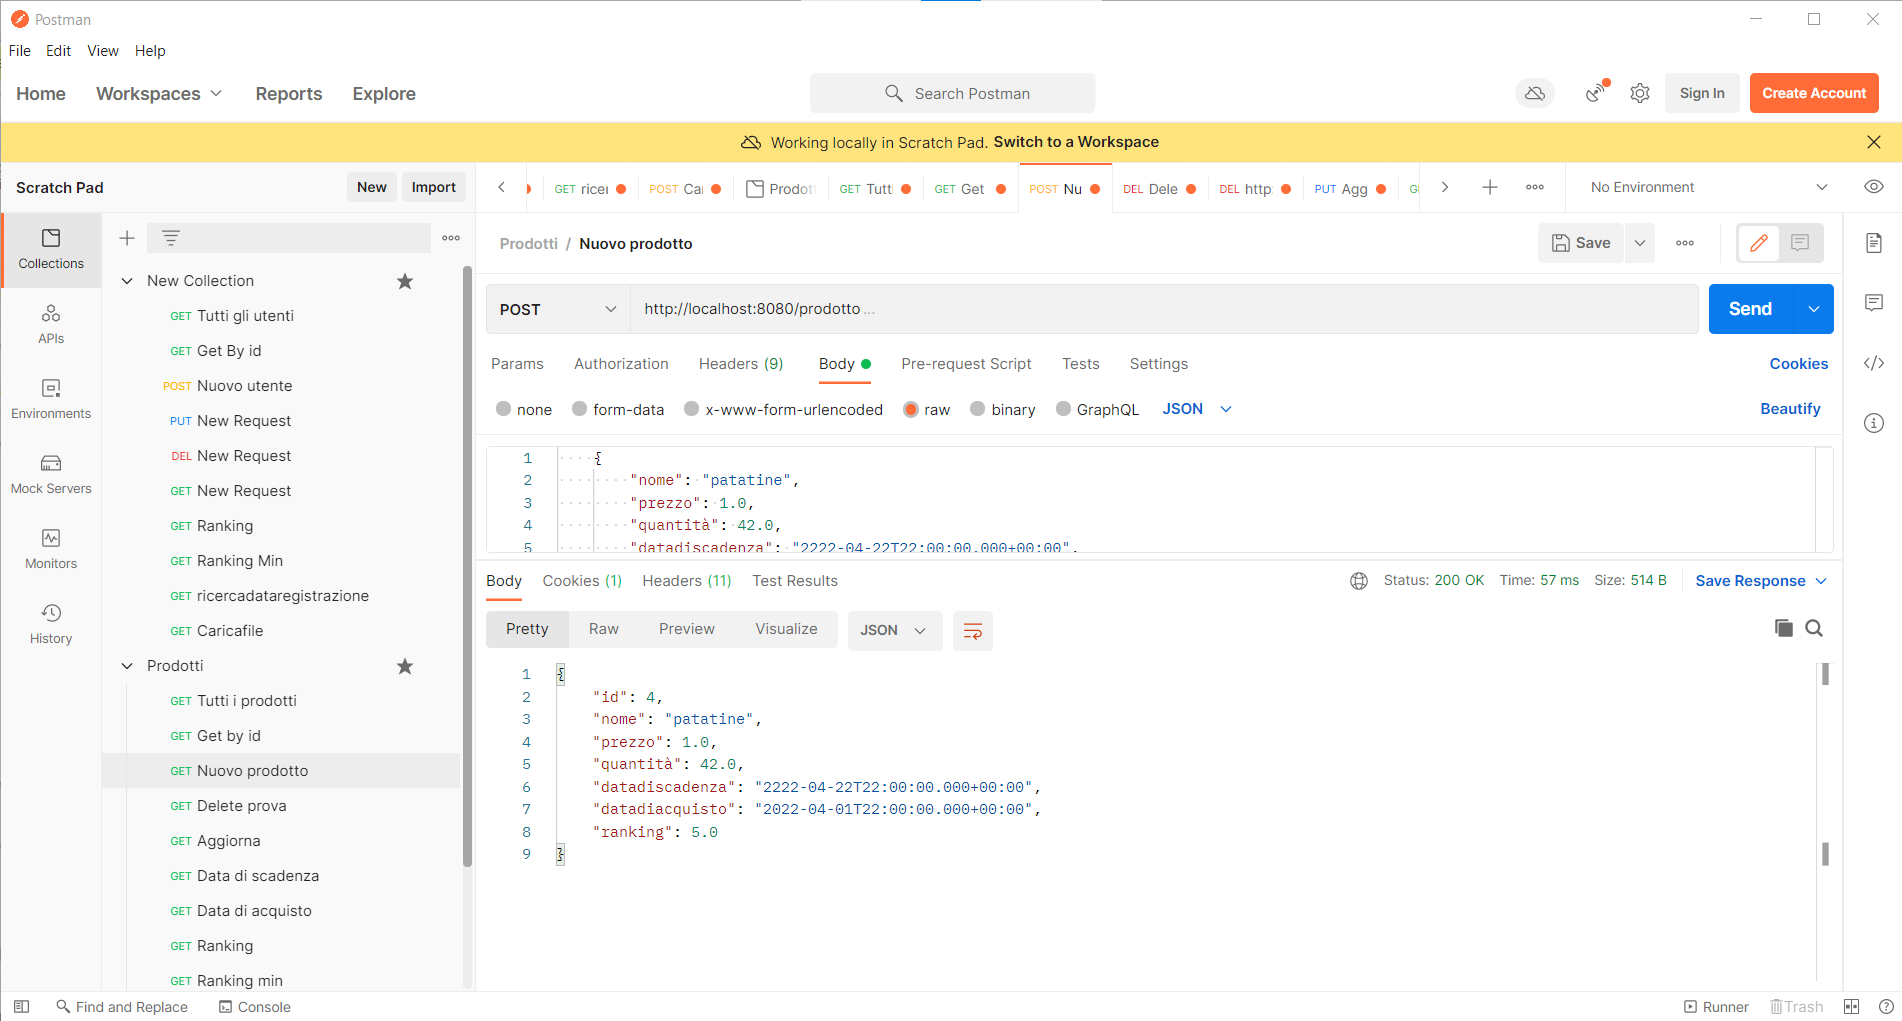 Postman
File Edit View Help
Home Workspaces Reports Explore
Search Postman
Sign In Create Account
Working locally in Scratch Pad. Switch to a Workspace
Scratch Pad New Import
GET ricer POST Ca Prodot GET Tutti GET Get POST Nu DEL Dele DEL http: PUT Agg
No Environment
Collections
APIs
Environments
Mock Servers
Monitors
History
New Collection
GET Tutti gli utenti
GET Get By id
POST Nuovo utente
PUT New Request
DEL New Request
GET New Request
GET Ranking
GET Ranking Min
GET ricercadataregistrazione
GET Caricafile
Prodotti
GET Tutti i prodotti
GET Get by id
GET Nuovo prodotto
GET Delete prova
GET Aggiorna
GET Data di scadenza
GET Data di acquisto
GET Ranking
GET Ranking min
Prodotti / Nuovo prodotto
Save
POST http://localhost:8080/prodotto ...
Send
Params Authorization Headers (9) Body Pre-request Script Tests Settings Cookies
none form-data x-www-form-urlencoded raw binary GraphQL JSON Beautify
1 {
2 "nome": "patatine",
3 "prezzo": 1.0,
4 "quantità": 42.0,
5 "datadiscadenza": "2222-04-22T22:00:00.000+00:00",
Body Cookies (1) Headers (11) Test Results Status: 200 OK Time: 57 ms Size: 514 B Save Response
Pretty Raw Preview Visualize JSON
1 {
2 "id": 4,
3 "nome": "patatine",
4 "prezzo": 1.0,
5 "quantità": 42.0,
6 "datadiscadenza": "2222-04-22T22:00:00.000+00:00",
7 "datadiacquisto": "2022-04-01T22:00:00.000+00:00",
8 "ranking": 5.0
9 }
Find and Replace Console Runner Trash